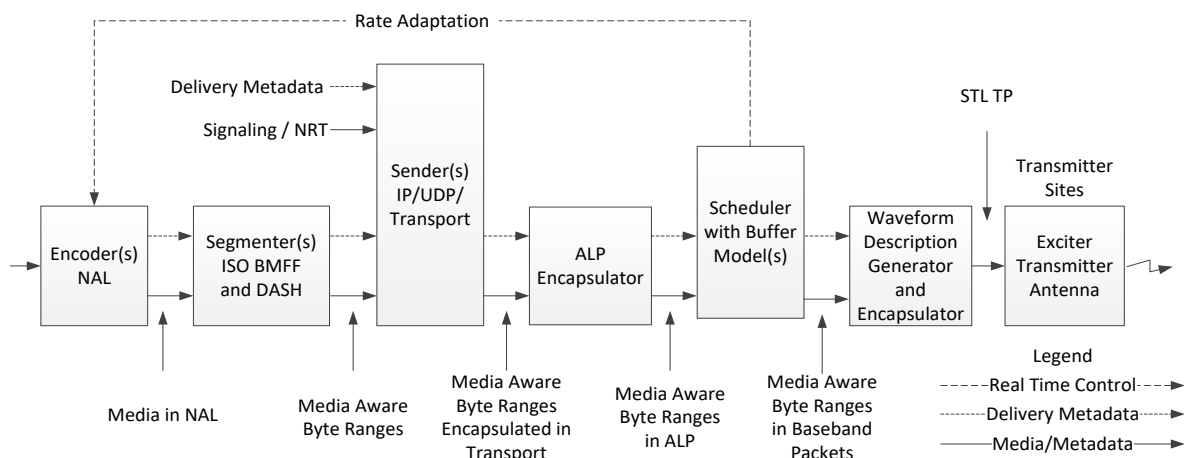 Rate Adaptation
Delivery Metadata
Signaling / NRT
STL TP
Transmitter
Sites
Encoder(s)
NAL
Segmenter(s)
ISO BMFF
and DASH
Sender(s)
IP/UDP/
Transport
ALP
Encapsulator
Scheduler
with Buffer
Model(s)
Waveform
Description
Generator
and
Encapsulator
Exciter
Transmitter
Antenna
Media in NAL
Media Aware
Byte Ranges
Media Aware
Byte Ranges
Encapsulated in
Transport
Media Aware
Byte Ranges
in ALP
Media Aware
Byte Ranges
in Baseband
Packets
Legend
Real Time Control
Delivery Metadata
Media/Metadata